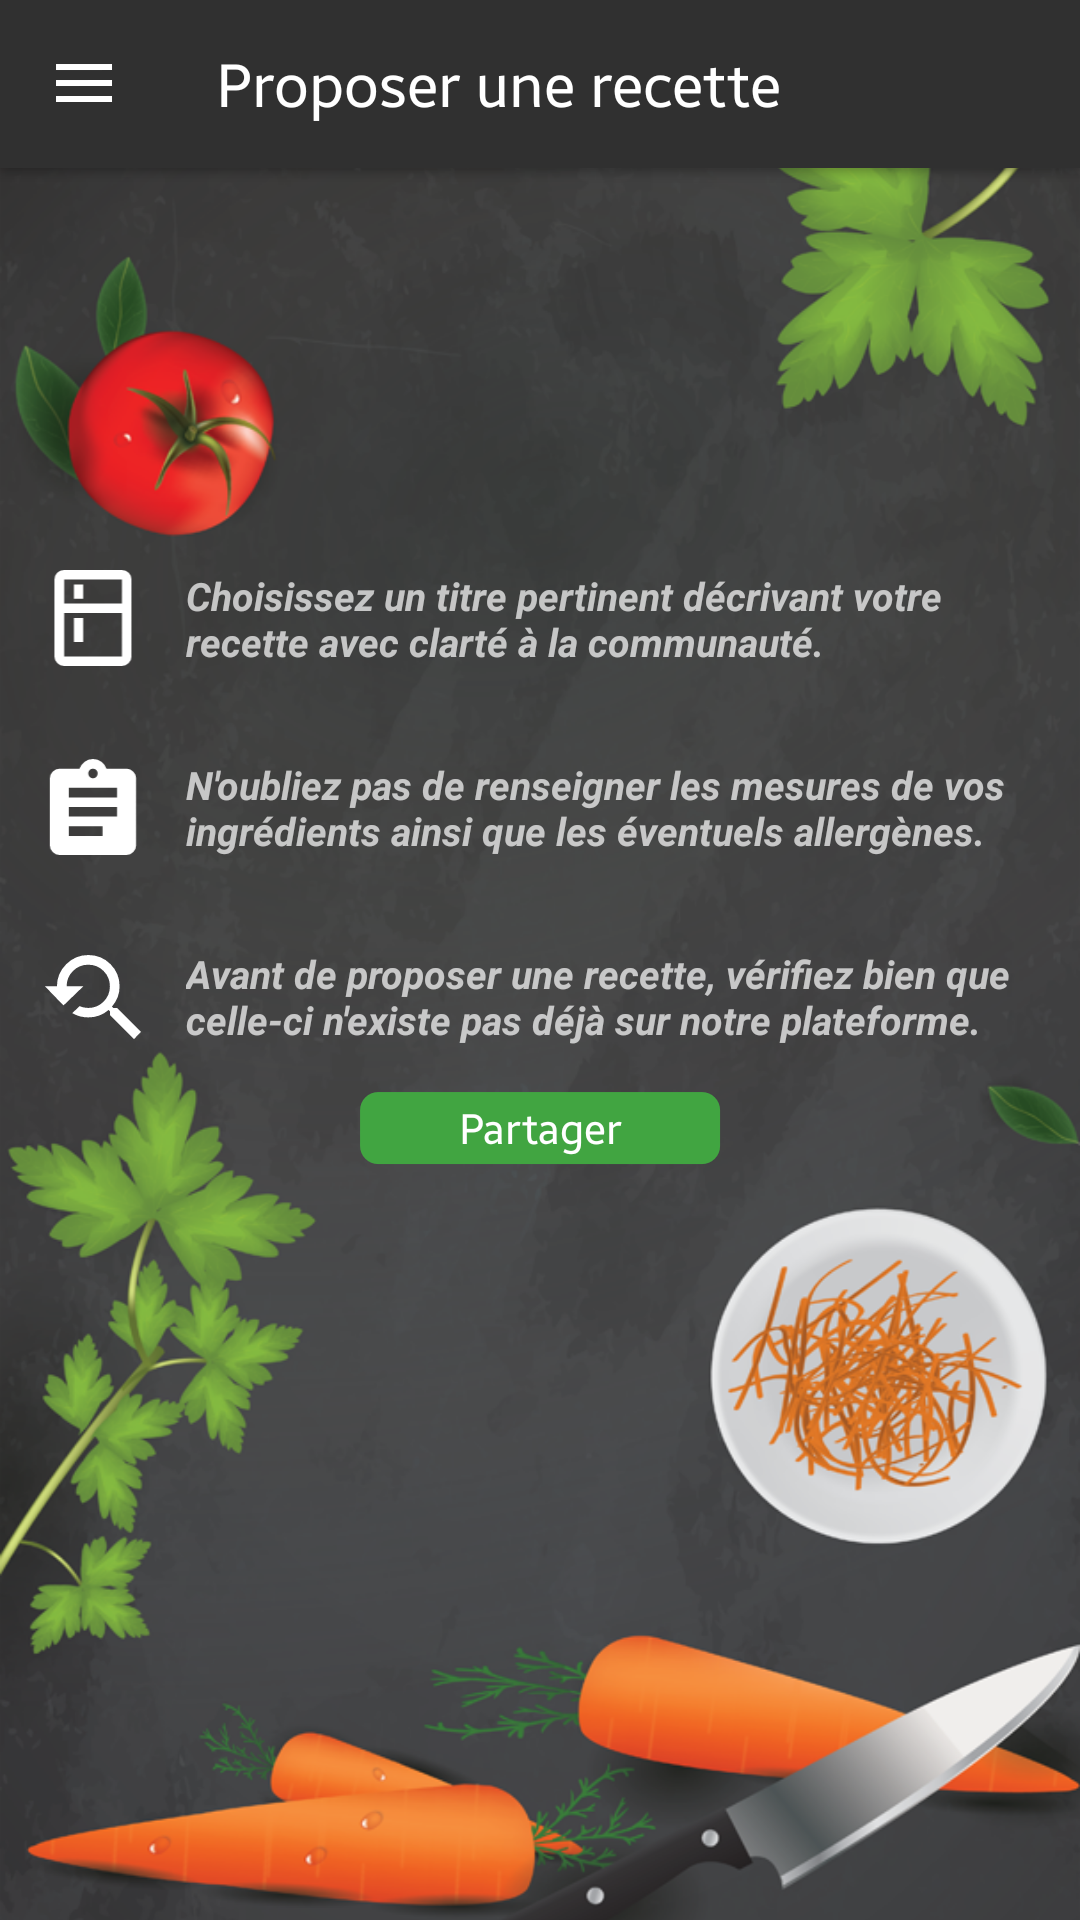 Proposer une recette
Choisissez un titre pertinent décrivant votre
recette avec clarté à la communauté.
N'oubliez pas de renseigner les mesures de vos
ingrédients ainsi que les éventuels allergènes.
Avant de proposer une recette, vérifiez bien que
celle-ci n'existe pas déjà sur notre plateforme.
Partager